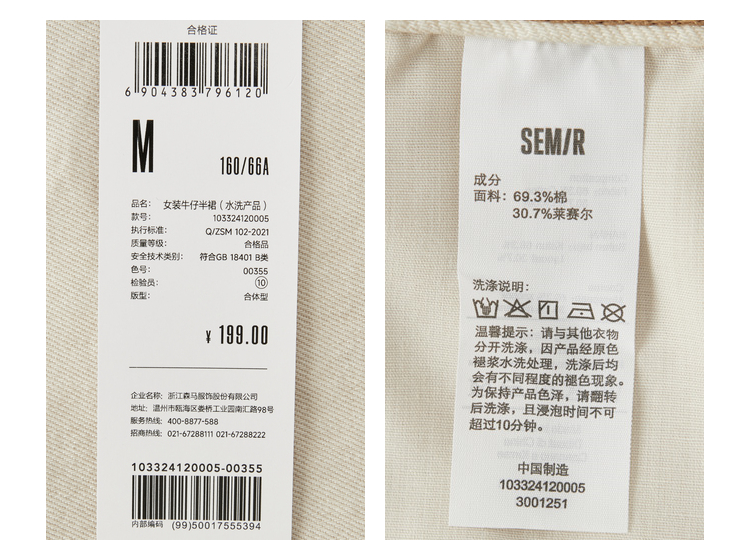 合格证
6 904383 796120
M
160/66A
品名： 女装牛仔半裙（水洗产品）
款号： 103324120005
执行标准： Q/ZSM 102-2021
质量等级： 合格品
安全技术类别： 符合GB 18401 B类
色号： 00355
检验员： 10
版型： 合体型
¥ 199.00
企业名称：浙江森马服饰股份有限公司
地址：温州市瓯海区娄桥工业园南汇路98号
服务热线：400-8877-588
招商热线：021-67288111 021-67288222
103324120005-00355
内部编码 (99)50017555394
SEM/R
成分
面料：69.3%棉
30.7%莱赛尔
洗涤说明：
温馨提示：请与其他衣物
分开洗涤，因产品经原色
褪浆水洗处理，洗涤后均
会有不同程度的褪色现象。
为保持产品色泽，请翻转
后洗涤，且浸泡时间不可
超过10分钟。
中国制造
103324120005
3001251